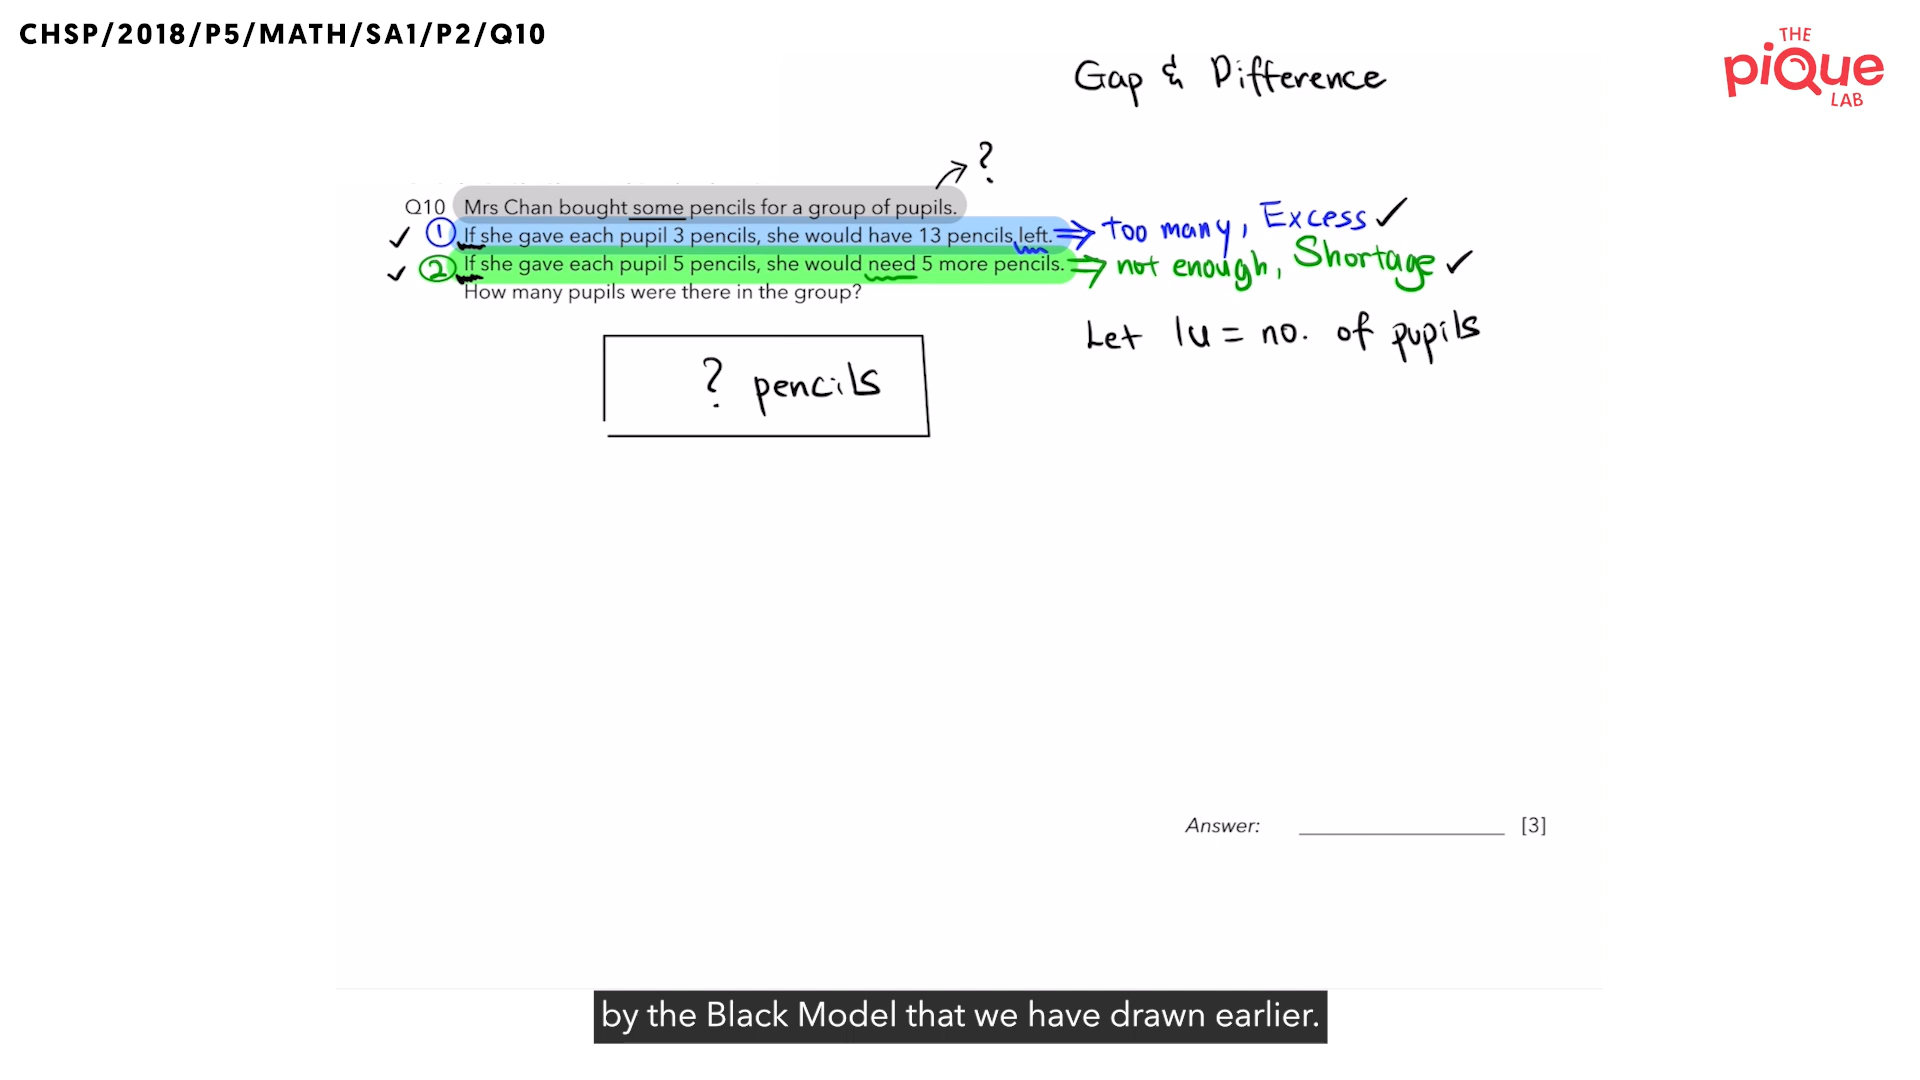 CHSP/2018/P5/MATH/SA1/P2/Q10
THE
piQue
LAB
Gap & Difference
?
Q10 Mrs Chan bought some pencils for a group of pupils.
① If she gave each pupil 3 pencils, she would have 13 pencils left. ⇒ too many, Excess ✓
② If she gave each pupil 5 pencils, she would need 5 more pencils. ⇒ not enough, Shortage ✓
How many pupils were there in the group?
Let 1u = no. of pupils
? pencils
Answer: ____________ [3]
by the Black Model that we have drawn earlier.